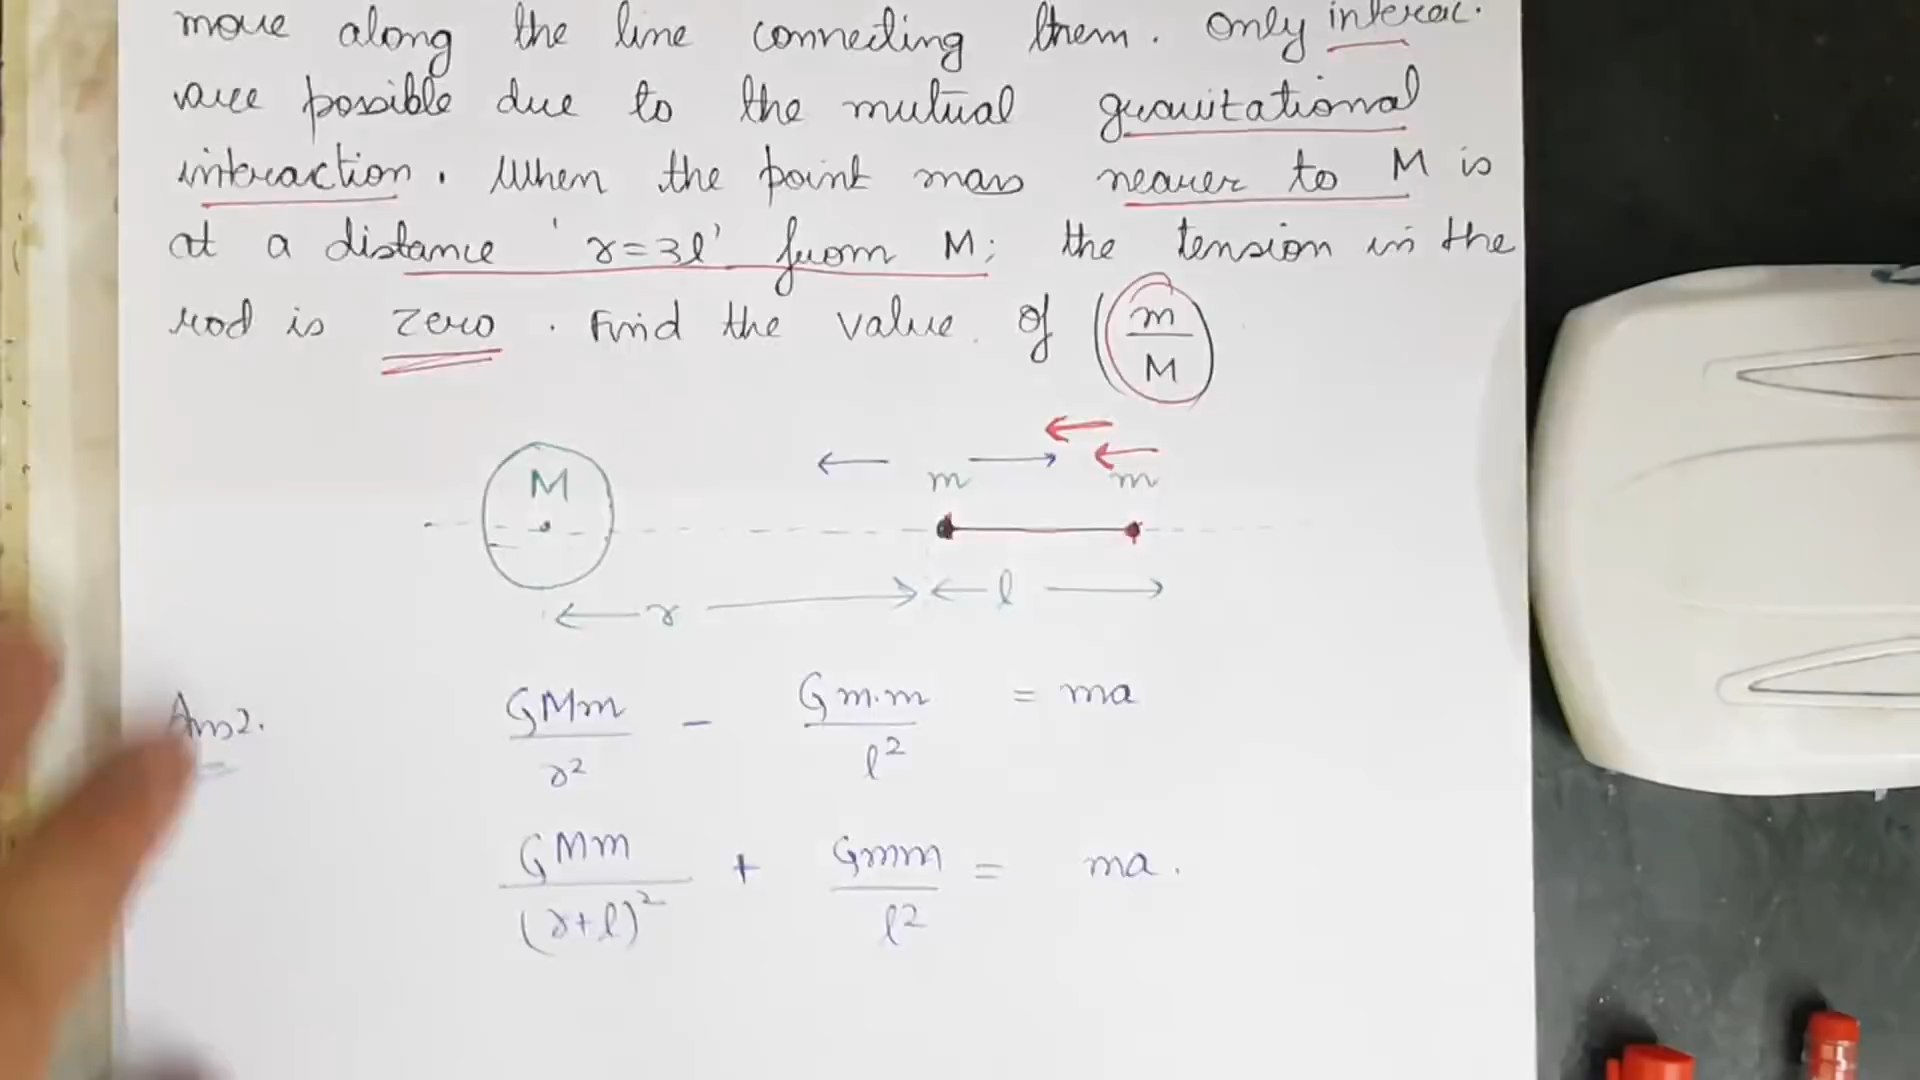 move along the line connecting them. Only interac.
are possible due to the mutual gravitational
interaction. When the point mass nearer to M is
at a distance 'r=3l' from M; the tension in the
rod is zero. Find the value of (m/M)
M m m
r l
Ans2. GMm/r² - Gm.m/l² = ma
GMm/(r+l)² + Gmm/l² = ma.